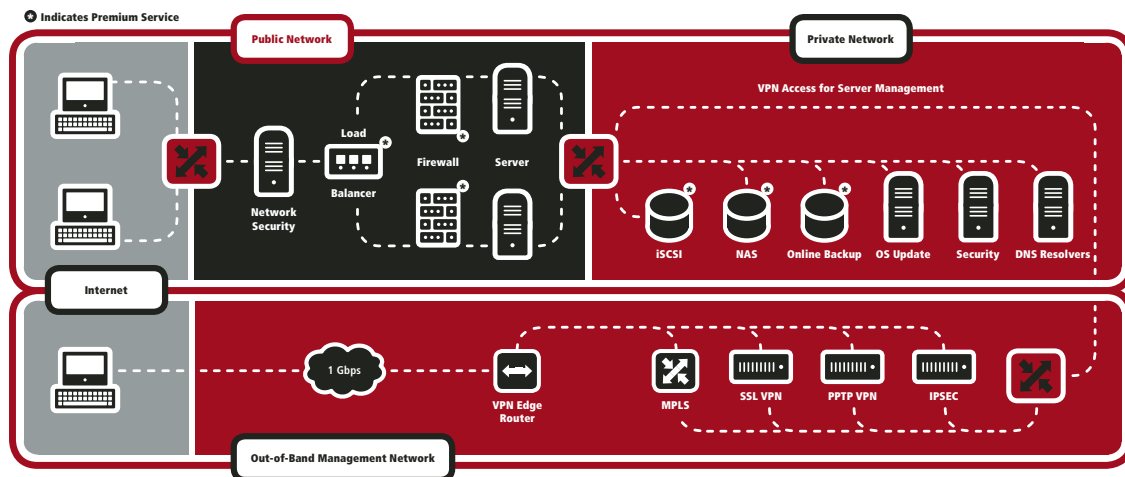 * Indicates Premium Service
Public Network
Private Network
VPN Access for Server Management
Load
Balancer
*
Firewall
*
*
Server
Network
Security
iSCSI
*
NAS
*
Online Backup
*
OS Update
Security
DNS Resolvers
Internet
1 Gbps
VPN Edge
Router
MPLS
SSL VPN
PPTP VPN
IPSEC
Out-of-Band Management Network